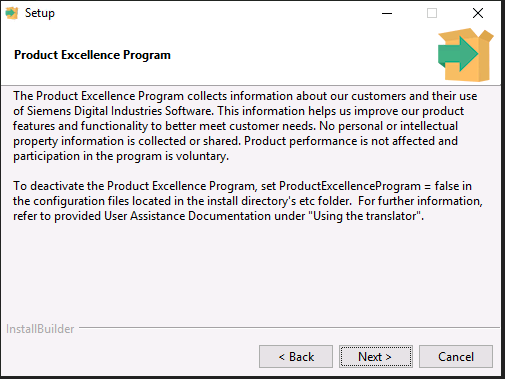 Setup
Product Excellence Program
The Product Excellence Program collects information about our customers and their use
of Siemens Digital Industries Software. This information helps us improve our product
features and functionality to better meet customer needs. No personal or intellectual
property information is collected or shared. Product performance is not affected and
participation in the program is voluntary.
To deactivate the Product Excellence Program, set ProductExcellenceProgram = false in
the configuration files located in the install directory's etc folder.  For further information,
refer to provided User Assistance Documentation under "Using the translator".
InstallBuilder
< Back
Next >
Cancel